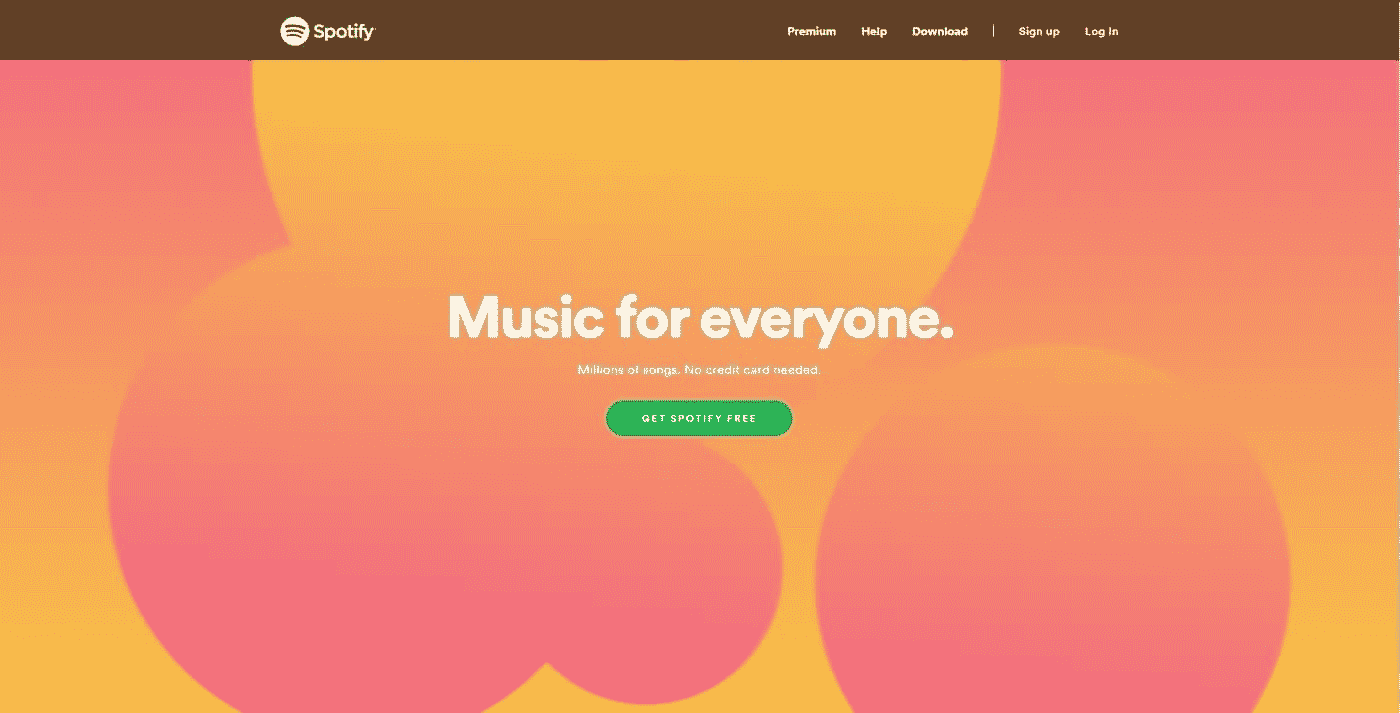 Spotify
Premium Help Download | Sign up Log In
Music for everyone.
Millions of songs. No credit card needed.
GET SPOTIFY FREE